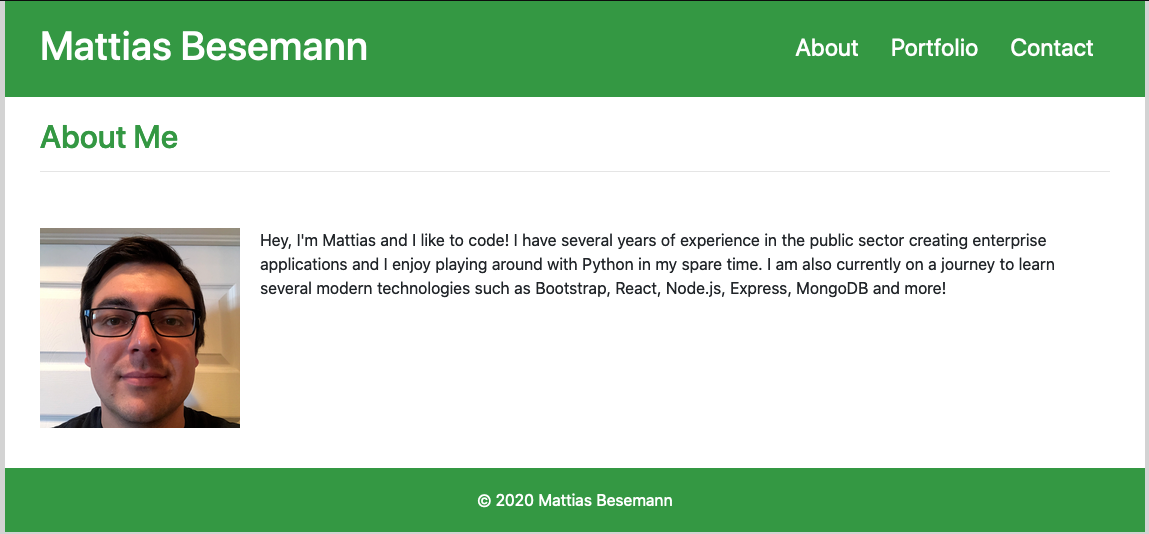 Mattias Besemann
About Portfolio Contact
About Me
Hey, I'm Mattias and I like to code! I have several years of experience in the public sector creating enterprise
applications and I enjoy playing around with Python in my spare time. I am also currently on a journey to learn
several modern technologies such as Bootstrap, React, Node.js, Express, MongoDB and more!
© 2020 Mattias Besemann